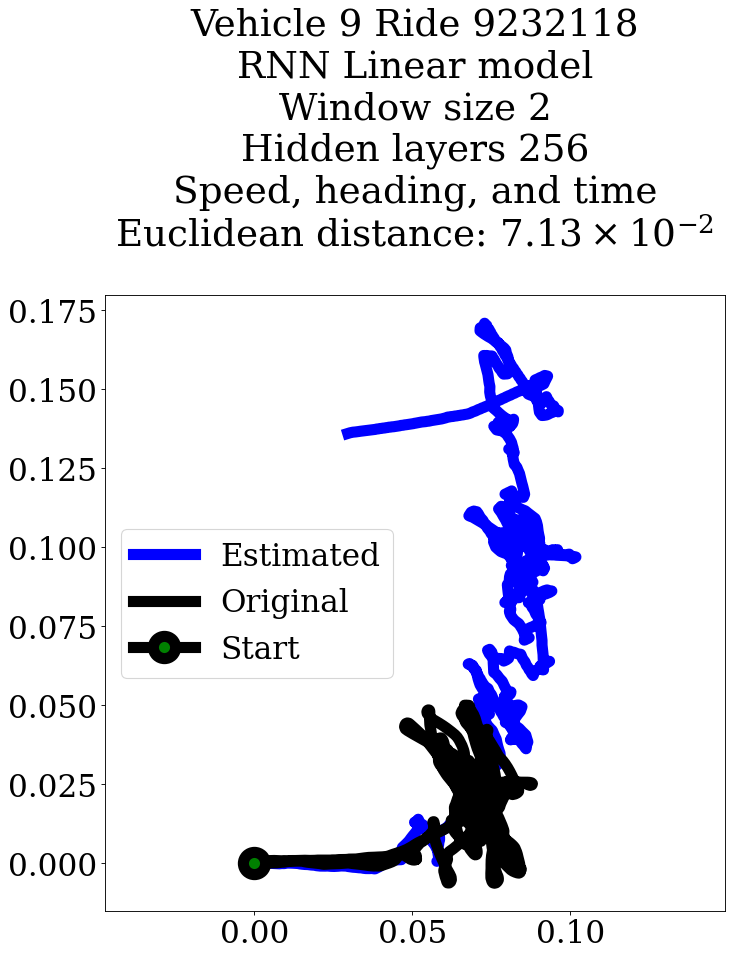 Vehicle 9 Ride 9232118
RNN Linear model
Window size 2
Hidden layers 256
Speed, heading, and time
Euclidean distance: 7.13 × 10⁻²
0.175
0.150
0.125
0.100
0.075
0.050
0.025
0.000
Estimated
Original
Start
0.00 0.05 0.10